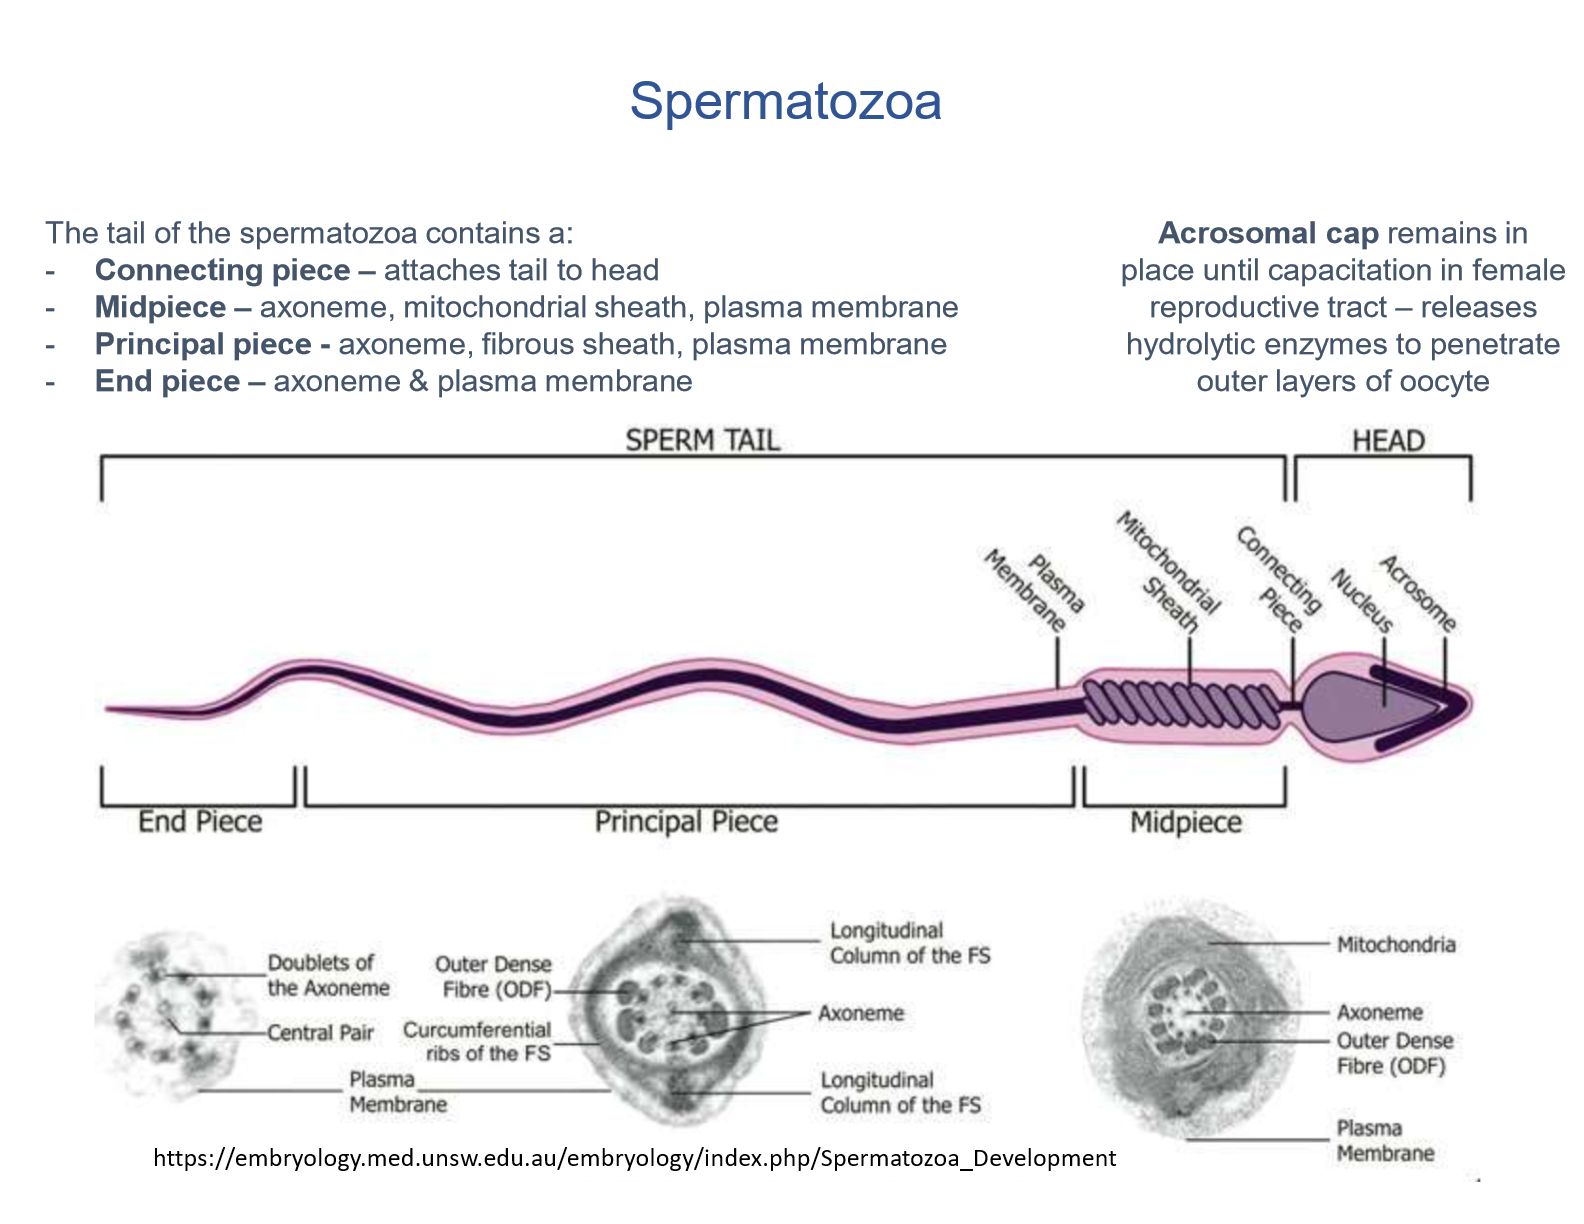 Spermatozoa
The tail of the spermatozoa contains a:
- Connecting piece – attaches tail to head
- Midpiece – axoneme, mitochondrial sheath, plasma membrane
- Principal piece - axoneme, fibrous sheath, plasma membrane
- End piece – axoneme & plasma membrane
Acrosomal cap remains in
place until capacitation in female
reproductive tract – releases
hydrolytic enzymes to penetrate
outer layers of oocyte
SPERM TAIL
HEAD
Plasma
Membrane
Mitochondrial
Sheath
Connecting
Piece
Nucleus
Acrosome
End Piece
Principal Piece
Midpiece
Doublets of
the Axoneme
Central Pair
Plasma
Membrane
Outer Dense
Fibre (ODF)
Curcumferential
ribs of the FS
Longitudinal
Column of the FS
Axoneme
Longitudinal
Column of the FS
Mitochondria
Axoneme
Outer Dense
Fibre (ODF)
Plasma
Membrane
https://embryology.med.unsw.edu.au/embryology/index.php/Spermatozoa_Development